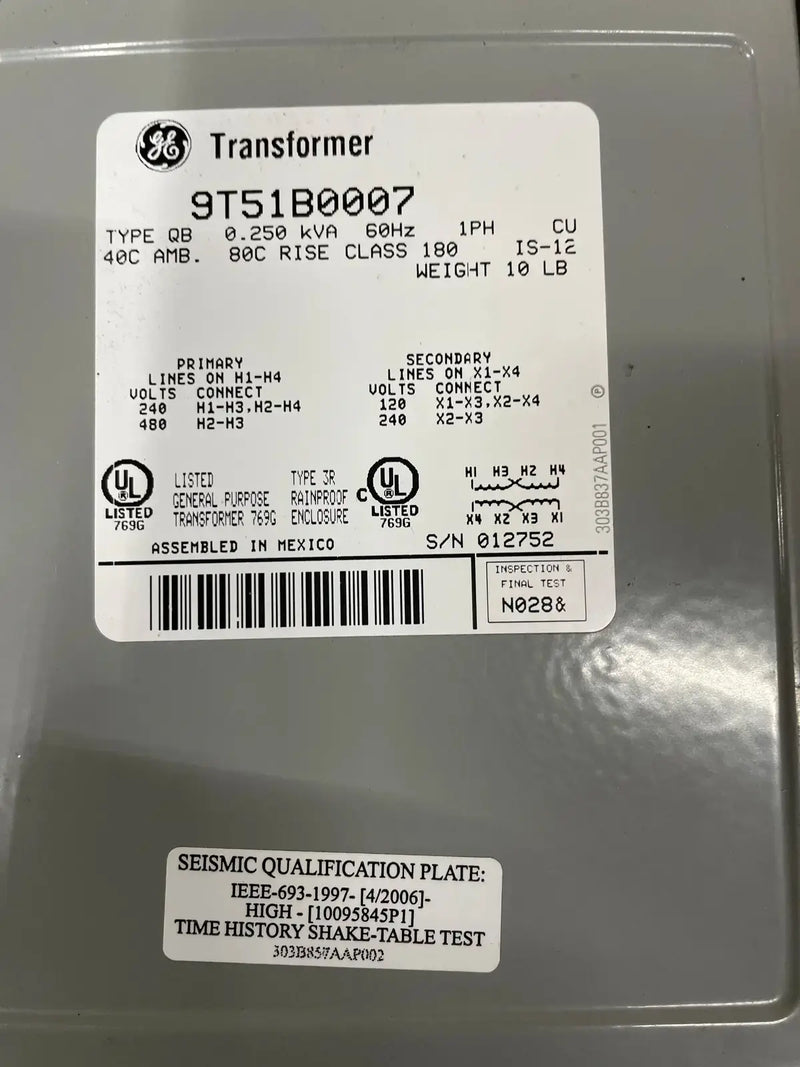 GE Transformer
9T51B0007
TYPE QB 0.250 kVA 60Hz 1PH CU
40C AMB. 80C RISE CLASS 180 IS-12
WEIGHT 10 LB
PRIMARY
LINES ON H1-H4
VOLTS CONNECT
240 H1-H3,H2-H4
480 H2-H3
SECONDARY
LINES ON X1-X4
VOLTS CONNECT
120 X1-X3,X2-X4
240 X2-X3
UL ® LISTED 769G
LISTED TYPE 3R
GENERAL PURPOSE RAINPROOF
TRANSFORMER 769G ENCLOSURE
C UL ® LISTED 769G
H1 H3 H2 H4
X4 X2 X3 X1
303B837AAP001 Ⓟ
ASSEMBLED IN MEXICO S/N 012752
INSPECTION &
FINAL TEST
N028&
SEISMIC QUALIFICATION PLATE:
IEEE-693-1997- [4/2006]-
HIGH - [10095845P1]
TIME HISTORY SHAKE-TABLE TEST
303B857AAP002